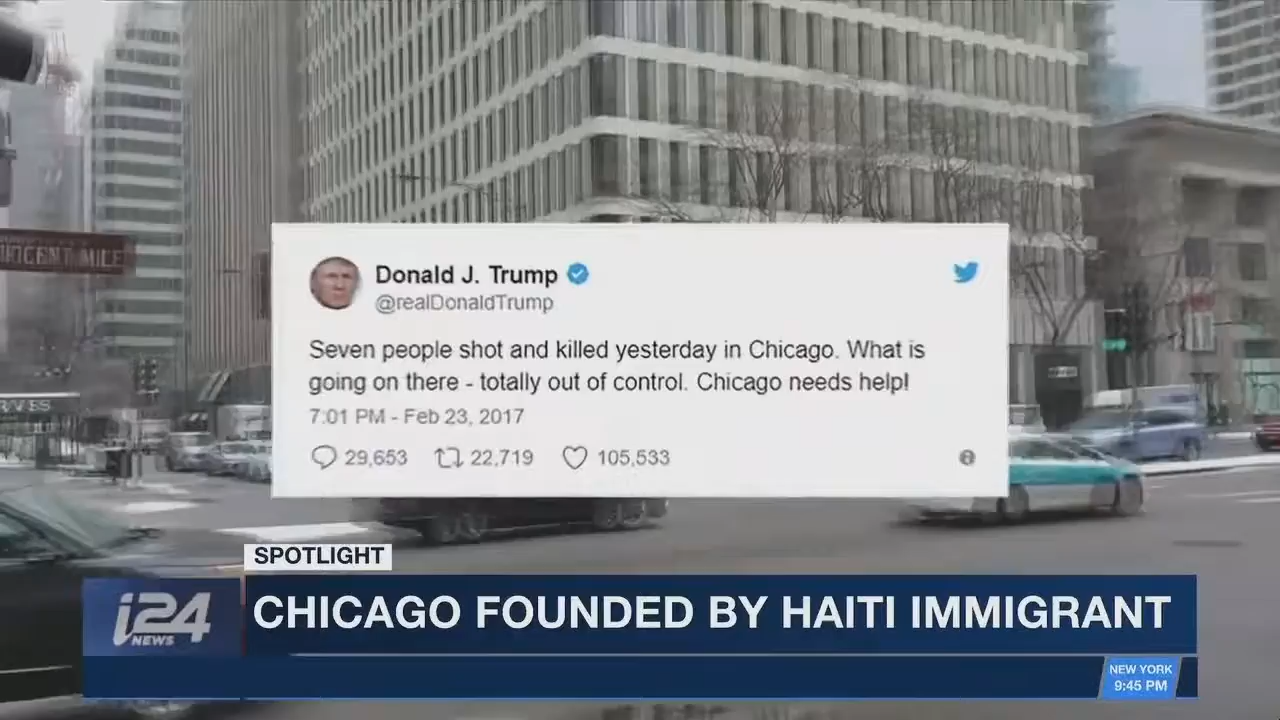 Donald J. Trump
@realDonaldTrump
Seven people shot and killed yesterday in Chicago. What is
going on there - totally out of control. Chicago needs help!
7:01 PM - Feb 23, 2017
29,653 22,719 105,533
SPOTLIGHT
i24
NEWS
CHICAGO FOUNDED BY HAITI IMMIGRANT
NEW YORK
9:45 PM